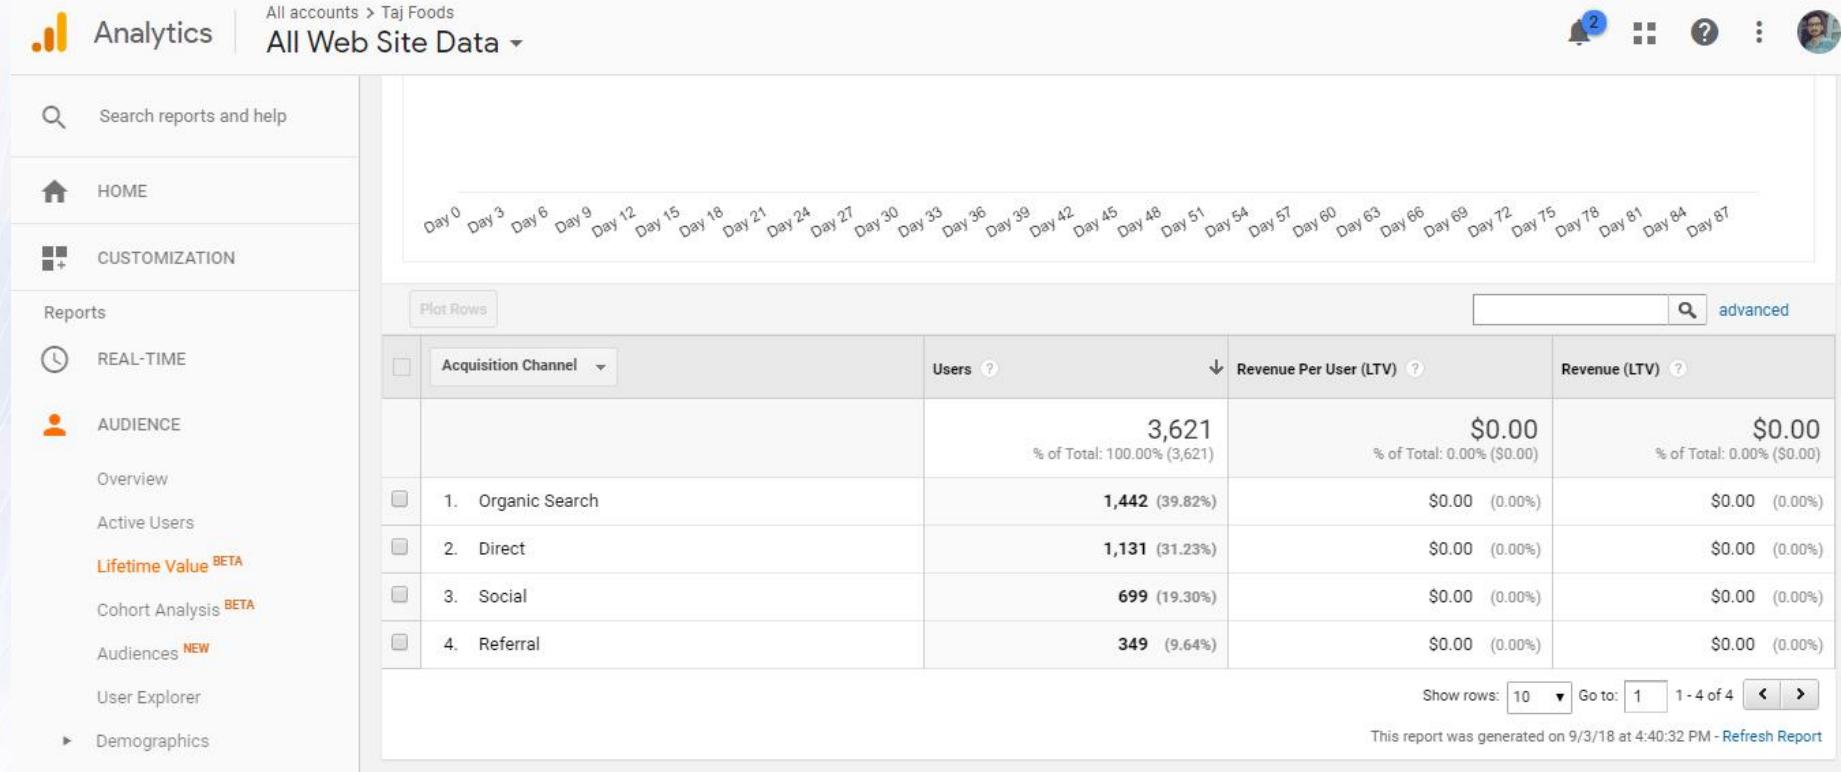 All accounts > Taj Foods
Analytics
All Web Site Data
2
Search reports and help
HOME
CUSTOMIZATION
Reports
REAL-TIME
AUDIENCE
Overview
Active Users
Lifetime Value BETA
Cohort Analysis BETA
Audiences NEW
User Explorer
Demographics
Day 0 Day 3 Day 6 Day 9 Day 12 Day 15 Day 18 Day 21 Day 24 Day 27 Day 30 Day 33 Day 36 Day 39 Day 42 Day 45 Day 48 Day 51 Day 54 Day 57 Day 60 Day 63 Day 66 Day 69 Day 72 Day 75 Day 78 Day 81 Day 84 Day 87
Plot Rows
advanced
Acquisition Channel Users ? Revenue Per User (LTV) ? Revenue (LTV) ?
3,621 $0.00 $0.00
% of Total: 100.00% (3,621) % of Total: 0.00% ($0.00) % of Total: 0.00% ($0.00)
1. Organic Search 1,442 (39.82%) $0.00 (0.00%) $0.00 (0.00%)
2. Direct 1,131 (31.23%) $0.00 (0.00%) $0.00 (0.00%)
3. Social 699 (19.30%) $0.00 (0.00%) $0.00 (0.00%)
4. Referral 349 (9.64%) $0.00 (0.00%) $0.00 (0.00%)
Show rows: 10 Go to: 1 1 - 4 of 4
This report was generated on 9/3/18 at 4:40:32 PM - Refresh Report